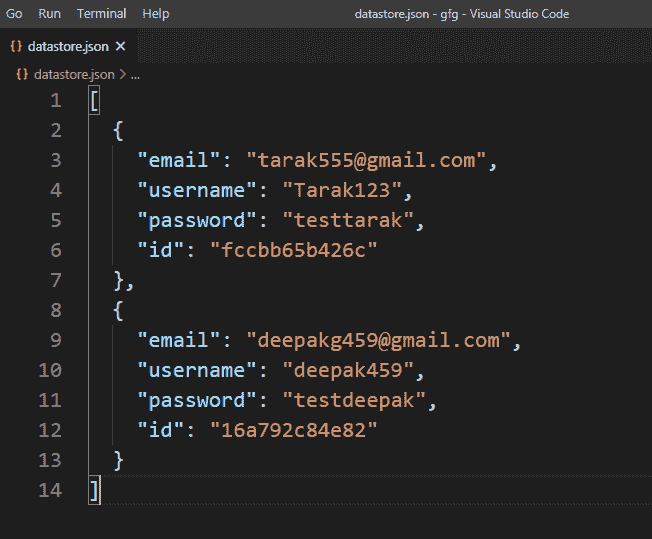 Go Run Terminal Help datastore.json - gfg - Visual Studio Code
{} datastore.json ×
{} datastore.json > ...
1 [
2 {
3 "email": "tarak555@gmail.com",
4 "username": "Tarak123",
5 "password": "testtarak",
6 "id": "fccbb65b426c"
7 },
8 {
9 "email": "deepakg459@gmail.com",
10 "username": "deepak459",
11 "password": "testdeepak",
12 "id": "16a792c84e82"
13 }
14 ]